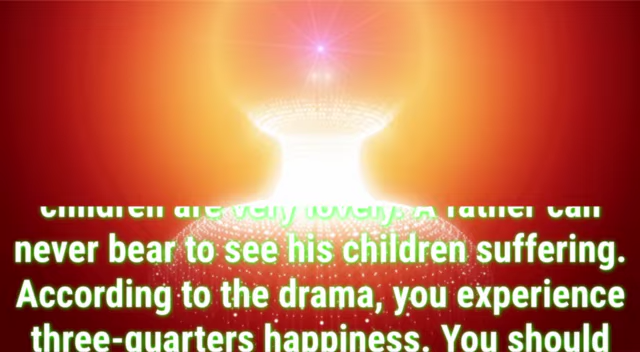 children are very lovely. A father can
never bear to see his children suffering.
According to the drama, you experience
three-quarters happiness. You should